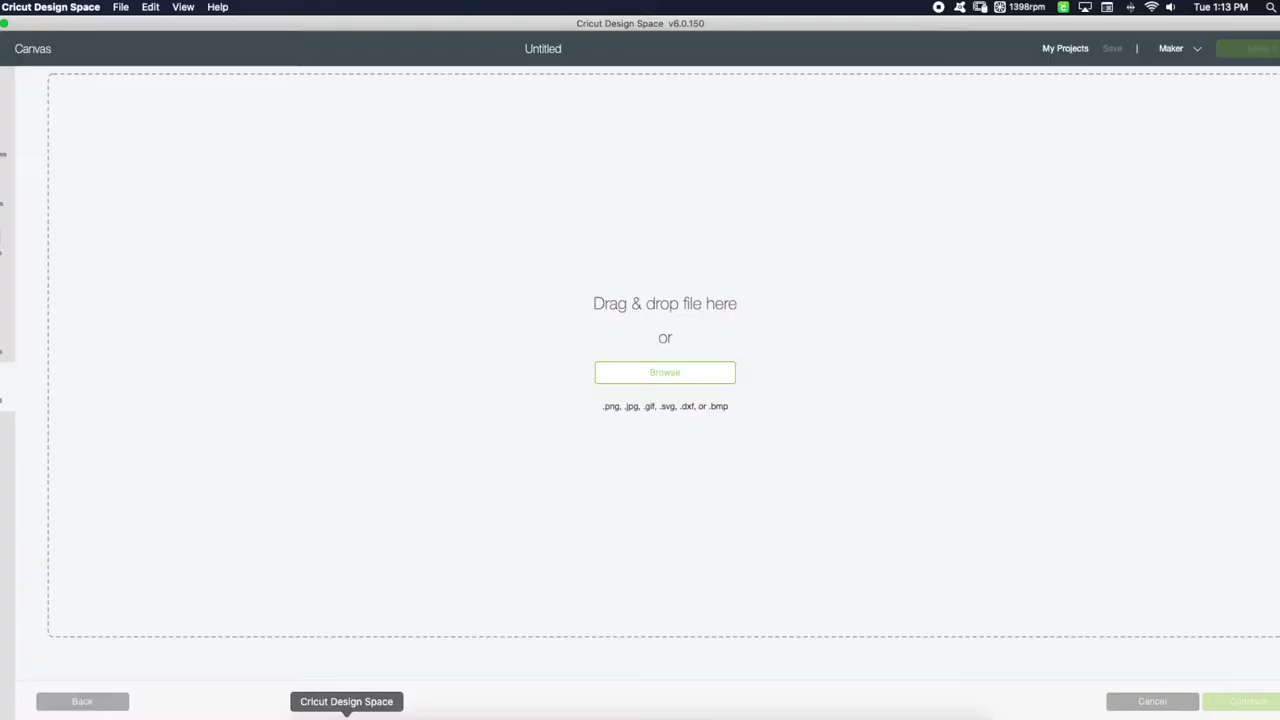 Cricut Design Space File Edit View Help 1398rpm Tue 1:13 PM
Cricut Design Space v6.0.150
Canvas Untitled My Projects Save | Maker
Drag & drop file here
or
Browse
.png, .jpg, .gif, .svg, .dxf, or .bmp
Back Cricut Design Space Cancel Continue